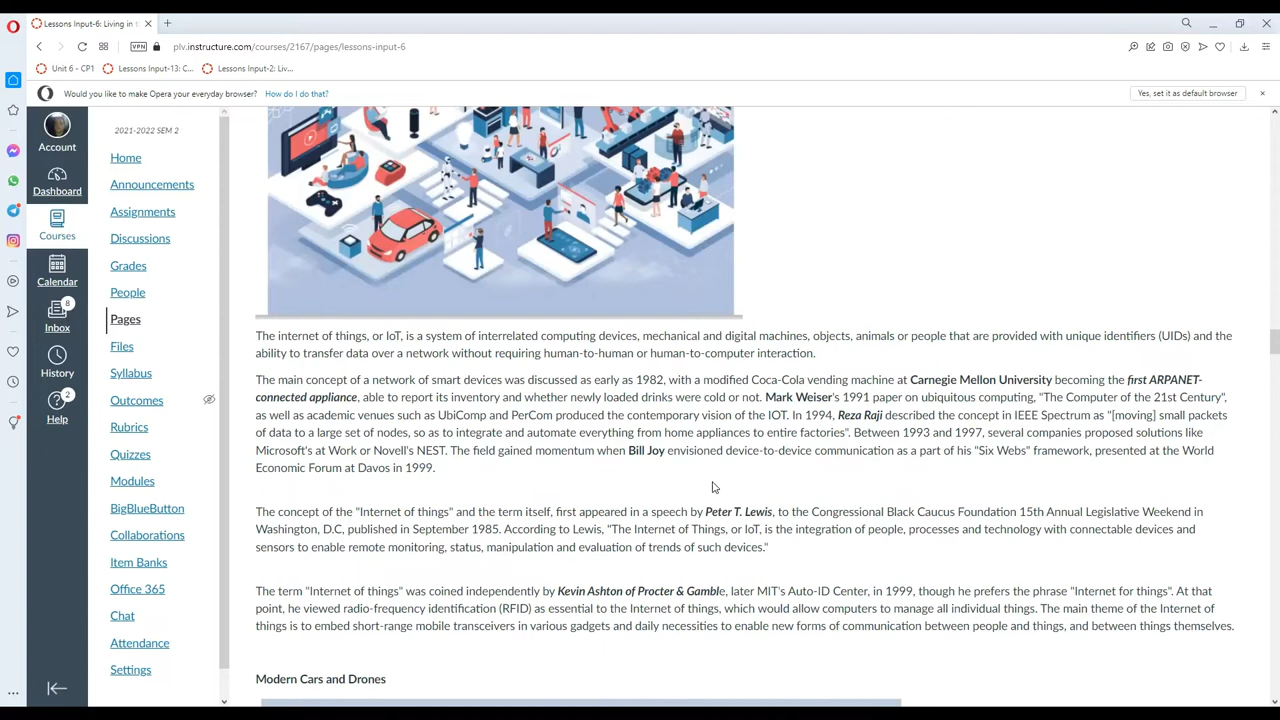 Lessons Input-6: Living in t
plv.instructure.com/courses/2167/pages/lessons-input-6
VPN
Unit 6 - CP1
Lessons Input-13: C...
Lessons Input-2: Liv...
Would you like to make Opera your everyday browser?
How do I do that?
Yes, set it as default browser
Account
Dashboard
Courses
Calendar
8
Inbox
History
2
Help
2021-2022 SEM 2
Home
Announcements
Assignments
Discussions
Grades
People
Pages
Files
Syllabus
Outcomes
Rubrics
Quizzes
Modules
BigBlueButton
Collaborations
Item Banks
Office 365
Chat
Attendance
Settings
The internet of things, or IoT, is a system of interrelated computing devices, mechanical and digital machines, objects, animals or people that are provided with unique identifiers (UIDs) and the
ability to transfer data over a network without requiring human-to-human or human-to-computer interaction.
The main concept of a network of smart devices was discussed as early as 1982, with a modified Coca-Cola vending machine at Carnegie Mellon University becoming the first ARPANET-
connected appliance, able to report its inventory and whether newly loaded drinks were cold or not. Mark Weiser's 1991 paper on ubiquitous computing, "The Computer of the 21st Century",
as well as academic venues such as UbiComp and PerCom produced the contemporary vision of the IOT. In 1994, Reza Raji described the concept in IEEE Spectrum as "[moving] small packets
of data to a large set of nodes, so as to integrate and automate everything from home appliances to entire factories". Between 1993 and 1997, several companies proposed solutions like
Microsoft's at Work or Novell's NEST. The field gained momentum when Bill Joy envisioned device-to-device communication as a part of his "Six Webs" framework, presented at the World
Economic Forum at Davos in 1999.
The concept of the "Internet of things" and the term itself, first appeared in a speech by Peter T. Lewis, to the Congressional Black Caucus Foundation 15th Annual Legislative Weekend in
Washington, D.C, published in September 1985. According to Lewis, "The Internet of Things, or IoT, is the integration of people, processes and technology with connectable devices and
sensors to enable remote monitoring, status, manipulation and evaluation of trends of such devices."
The term "Internet of things" was coined independently by Kevin Ashton of Procter & Gamble, later MIT's Auto-ID Center, in 1999, though he prefers the phrase "Internet for things". At that
point, he viewed radio-frequency identification (RFID) as essential to the Internet of things, which would allow computers to manage all individual things. The main theme of the Internet of
things is to embed short-range mobile transceivers in various gadgets and daily necessities to enable new forms of communication between people and things, and between things themselves.
Modern Cars and Drones